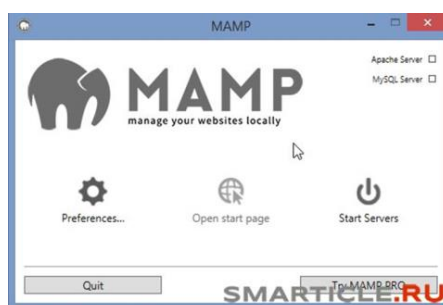 MAMP
Apache Server
MySQL Server
MAMP
manage your websites locally
Preferences...
Open start page
Start Servers
Quit
Try MAMP PRO
SMARTICLE.RU